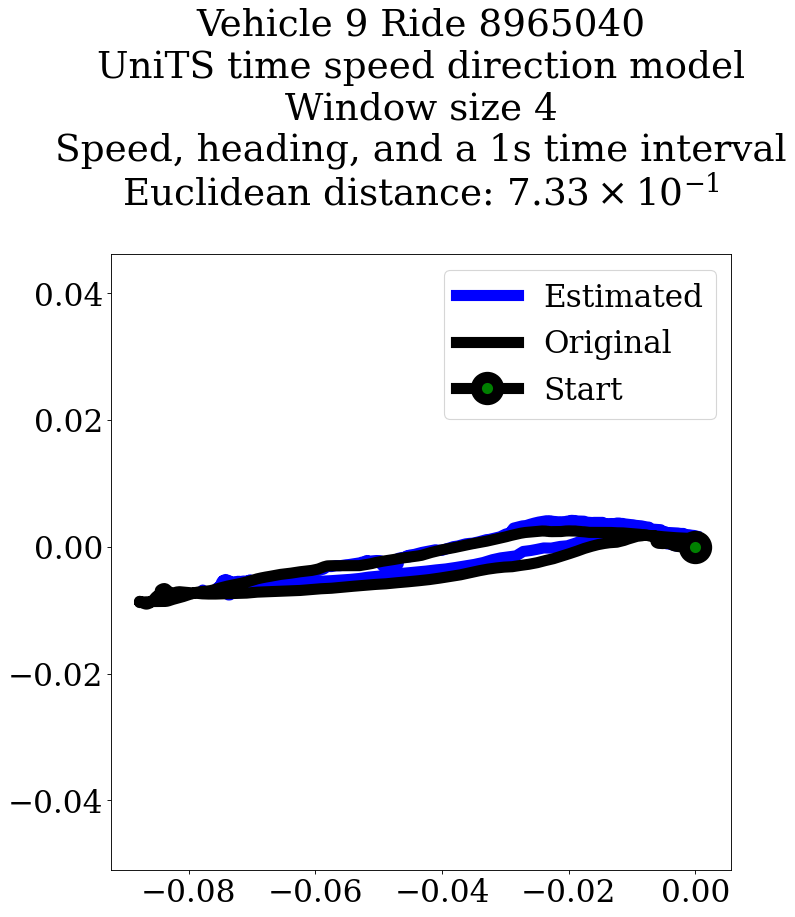 Vehicle 9 Ride 8965040
UniTS time speed direction model
Window size 4
Speed, heading, and a 1s time interval
Euclidean distance: 7.33 × 10⁻¹
Estimated
Original
Start
0.04
0.02
0.00
−0.02
−0.04
−0.08 −0.06 −0.04 −0.02 0.00